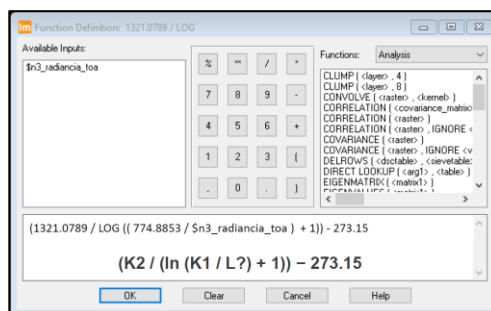 Im Function Definition: 1321.0789 / LOG
Available Inputs:
$n3_radiancia_toa
% ** / *
7 8 9 -
4 5 6 +
1 2 3 (
, 0 . )
Functions: Analysis
CLUMP ( <layer> , 4 )
CLUMP ( <layer> , 8 )
CONVOLVE ( <raster> , <kernel> )
CORRELATION ( <covariance_matrix>
CORRELATION ( <raster> )
CORRELATION ( <raster> , IGNORE <v
COVARIANCE ( <raster> )
COVARIANCE ( <raster> , IGNORE <v
DELROWS ( <dsctable> , <sievetable>
DIRECT LOOKUP ( <arg1> , <table> )
EIGENMATRIX ( <matrix1> )
EIGENVALUES ( <matrix1> )
(1321.0789 / LOG (( 774.8853 / $n3_radiancia_toa ) + 1)) - 273.15
(K2 / (ln (K1 / L?) + 1)) – 273.15
OK Clear Cancel Help